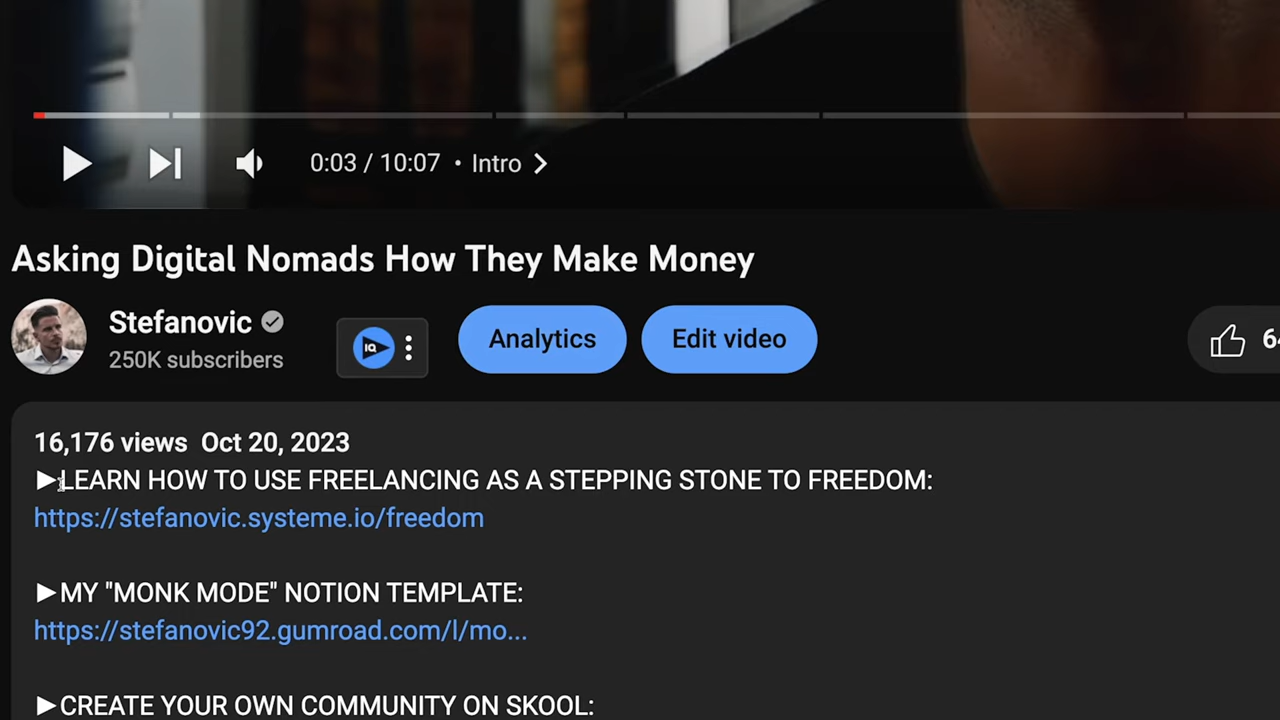 0:03 / 10:07 • Intro
Asking Digital Nomads How They Make Money
Stefanovic
250K subscribers
IQ
Analytics
Edit video
16,176 views Oct 20, 2023
▶LEARN HOW TO USE FREELANCING AS A STEPPING STONE TO FREEDOM:
https://stefanovic.systeme.io/freedom
▶MY "MONK MODE" NOTION TEMPLATE:
https://stefanovic92.gumroad.com/l/mo...
▶CREATE YOUR OWN COMMUNITY ON SKOOL: